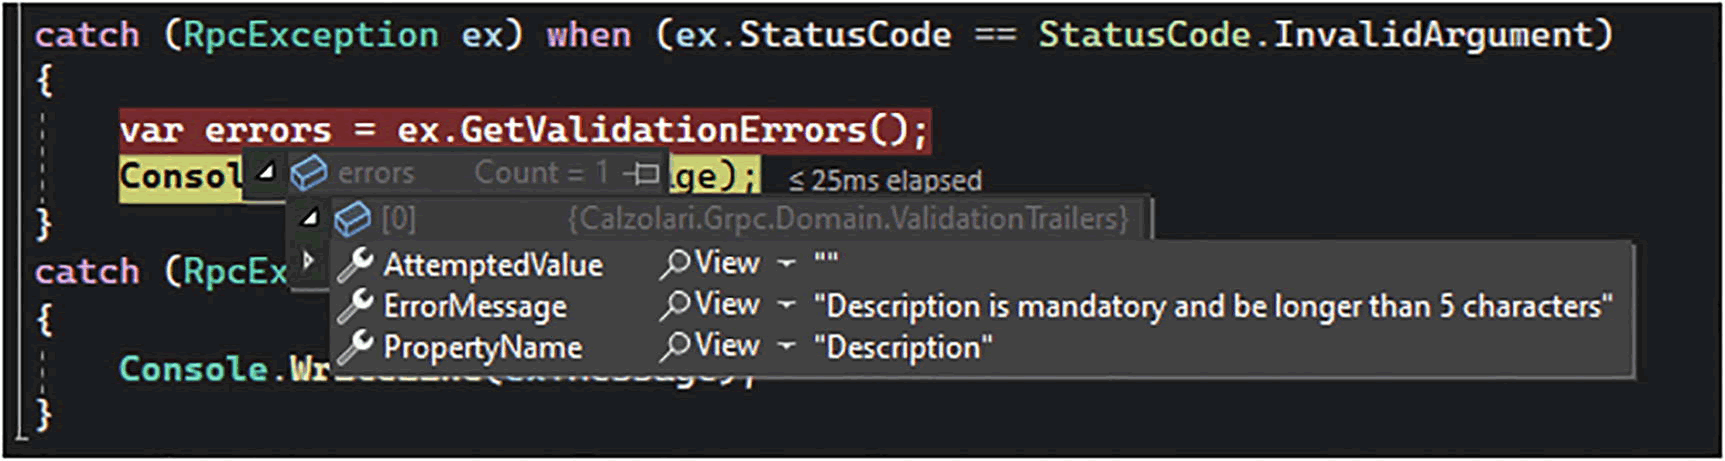 catch (RpcException ex) when (ex.StatusCode == StatusCode.InvalidArgument)
{
var errors = ex.GetValidationErrors();
Consol errors Count = 1 ge); ≤ 25ms elapsed
[0] {Calzolari.Grpc.Domain.ValidationTrailers}
}
catch (RpcEx AttemptedValue View ""
ErrorMessage View "Description is mandatory and be longer than 5 characters"
{
PropertyName View "Description"
Console.
}